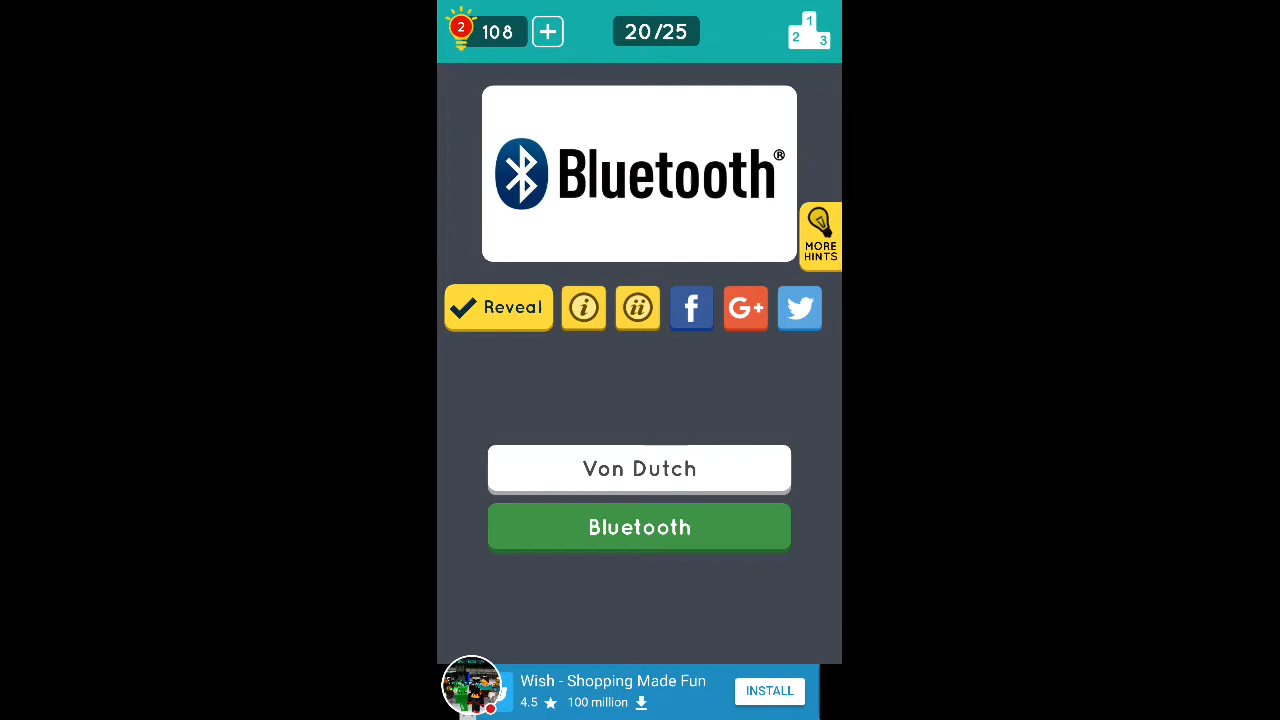 2 108 + 20/25 1 2 3
Bluetooth®
MORE
HINTS
Reveal i ii f G+
Von Dutch
Bluetooth
Wish - Shopping Made Fun
4.5 ★ 100 million
INSTALL